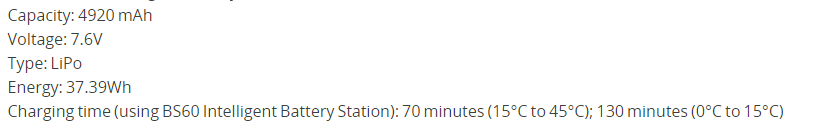 Capacity: 4920 mAh
Voltage: 7.6V
Type: LiPo
Energy: 37.39Wh
Charging time (using BS60 Intelligent Battery Station): 70 minutes (15°C to 45°C); 130 minutes (0°C to 15°C)